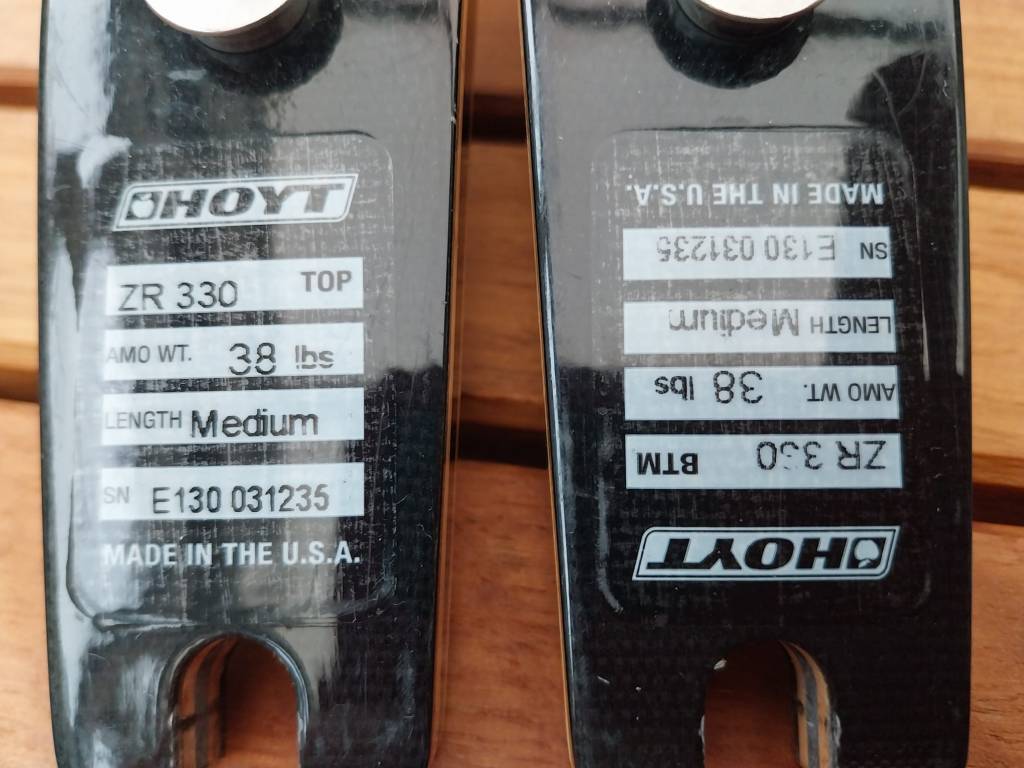 HOYT
ZR 330 TOP
AMO WT. 38 lbs
LENGTH Medium
SN E130 031235
MADE IN THE U.S.A.
HOYT
ZR 330 BTM
AMO WT. 38 lbs
LENGTH Medium
SN E130 031235
MADE IN THE U.S.A.